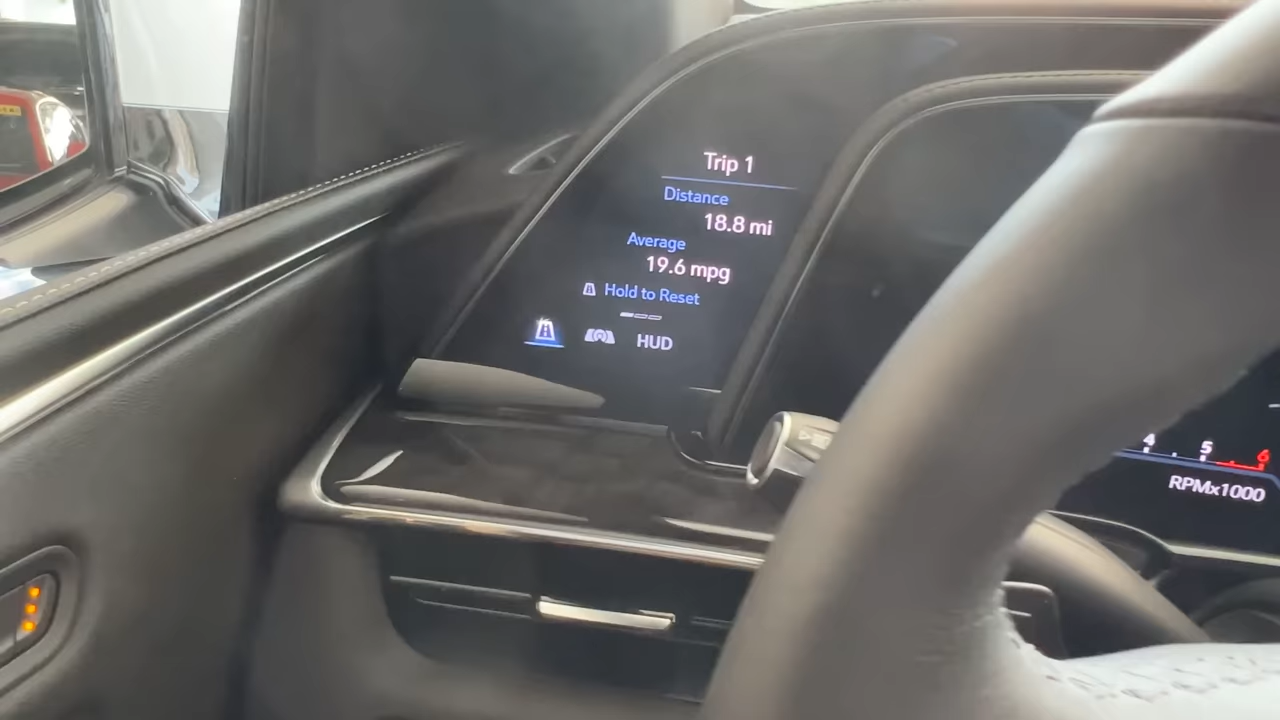 Trip 1
Distance
18.8 mi
Average
19.6 mpg
Hold to Reset
HUD
4 5 6
RPMx1000